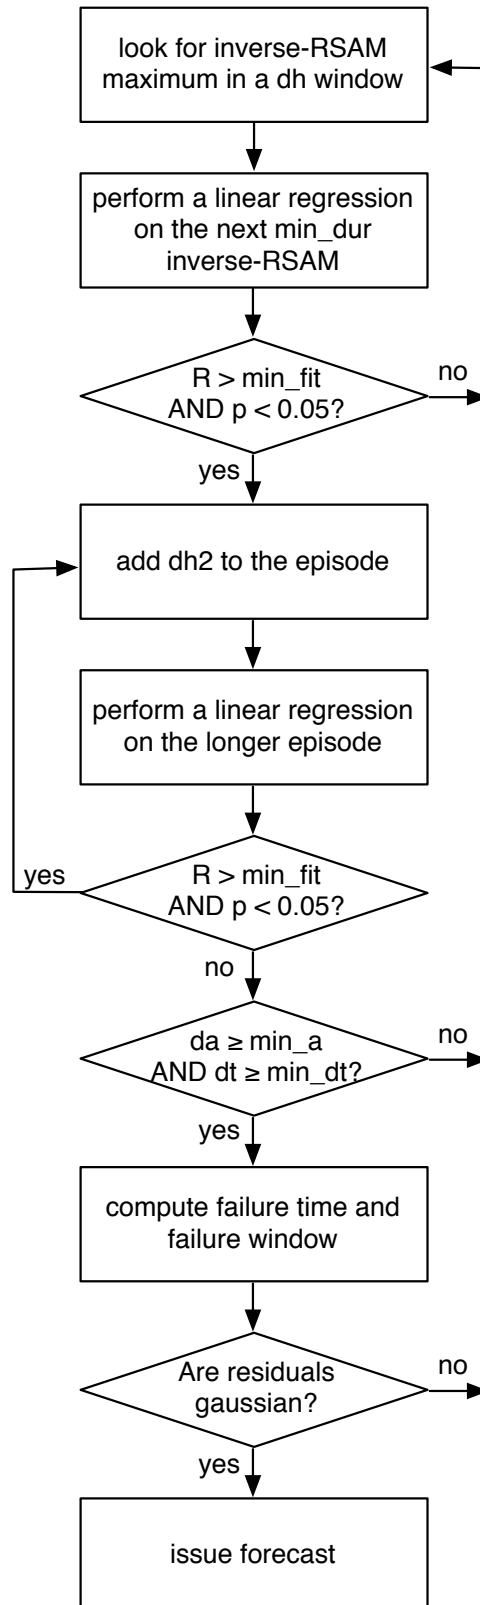 look for inverse-RSAM
maximum in a dh window
perform a linear regression
on the next min_dur
inverse-RSAM
R > min_fit
AND p < 0.05?
no
yes
add dh2 to the episode
perform a linear regression
on the longer episode
R > min_fit
AND p < 0.05?
yes
no
da ≥ min_a
AND dt ≥ min_dt?
no
yes
compute failure time and
failure window
Are residuals
gaussian?
no
yes
issue forecast